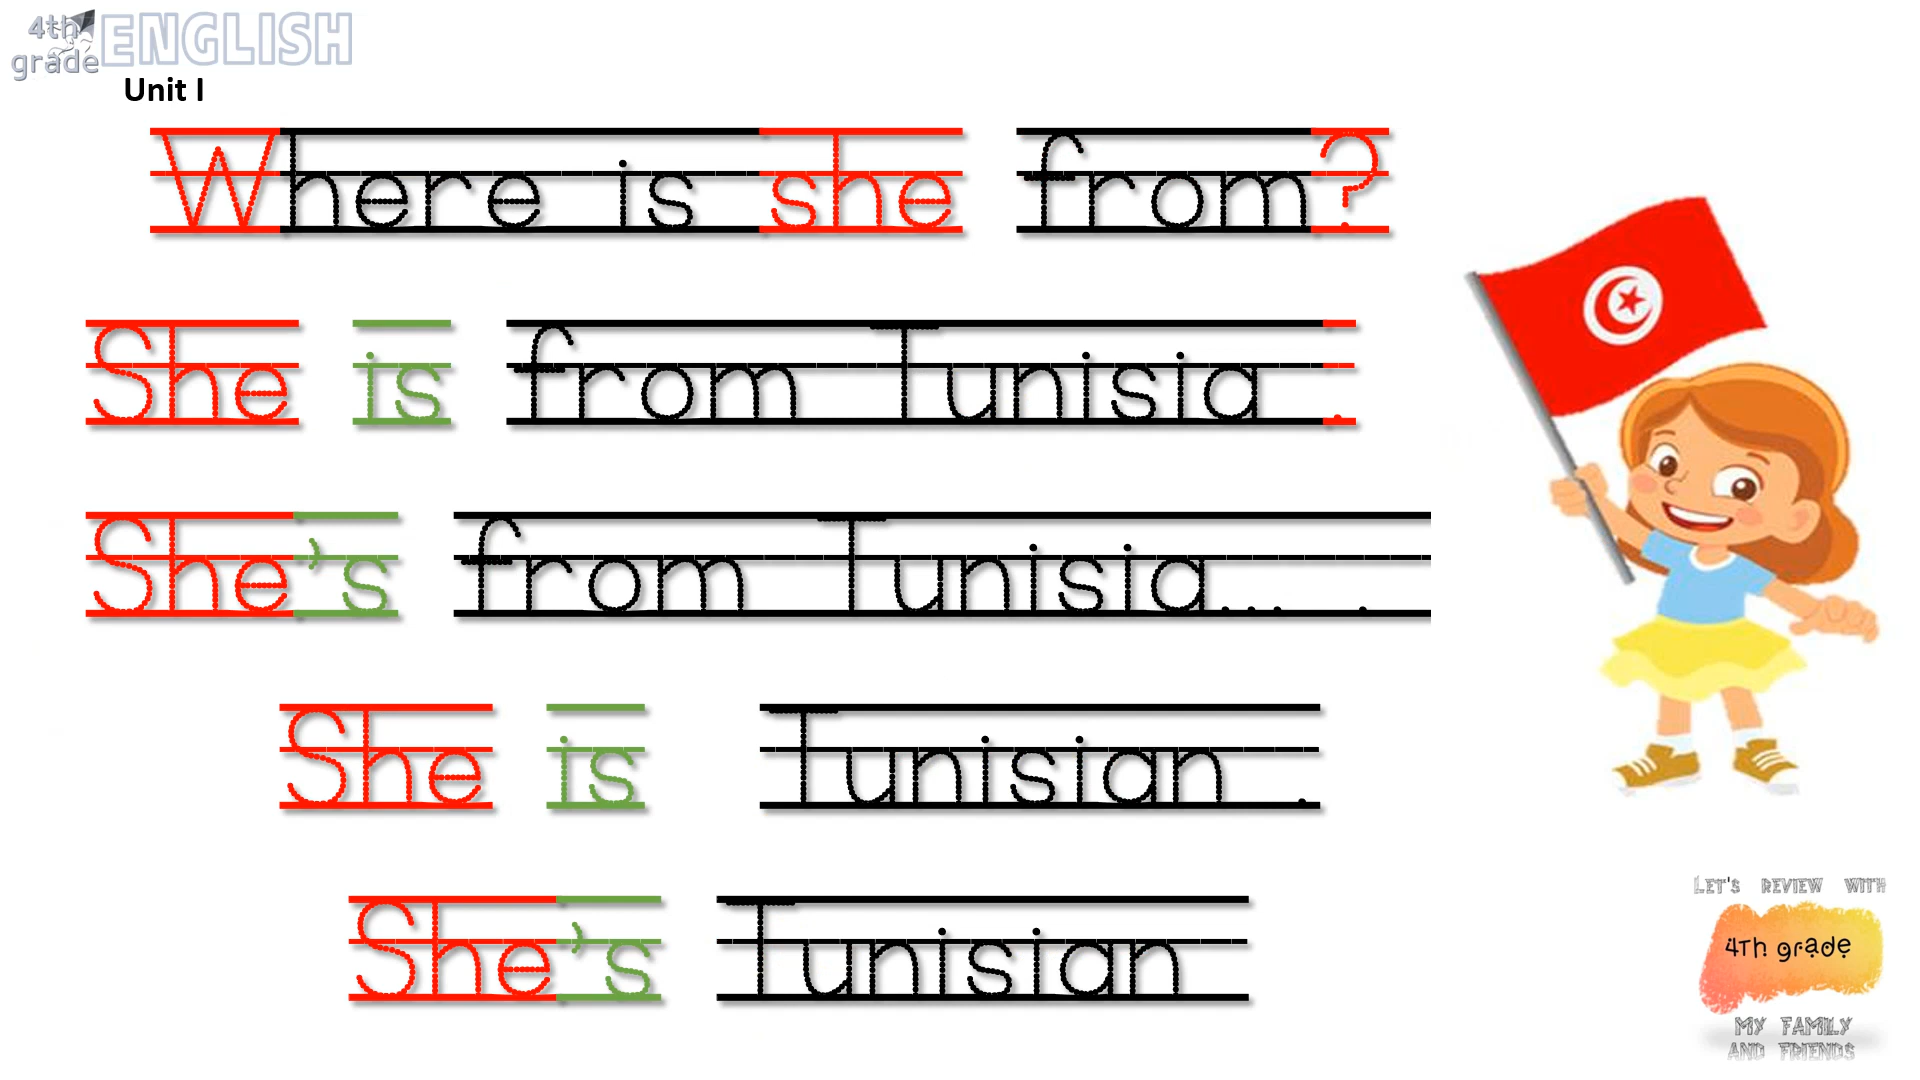 4th grade ENGLISH
Unit I
Where is she from?
She is from Tunisia .
She's from Tunisia... .
She is Tunisian .
She's Tunisian
LET'S REVIEW WITH
4Th grade
MY FAMILY
AND FRIENDS